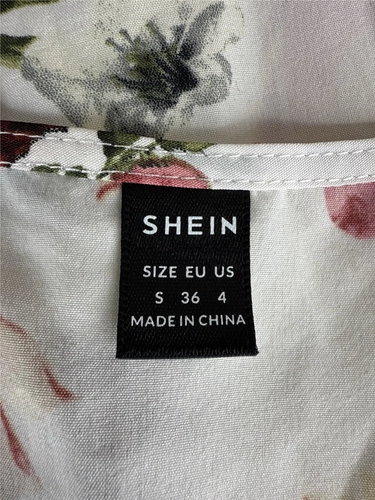 SHEIN
SIZE EU US
S 36 4
MADE IN CHINA